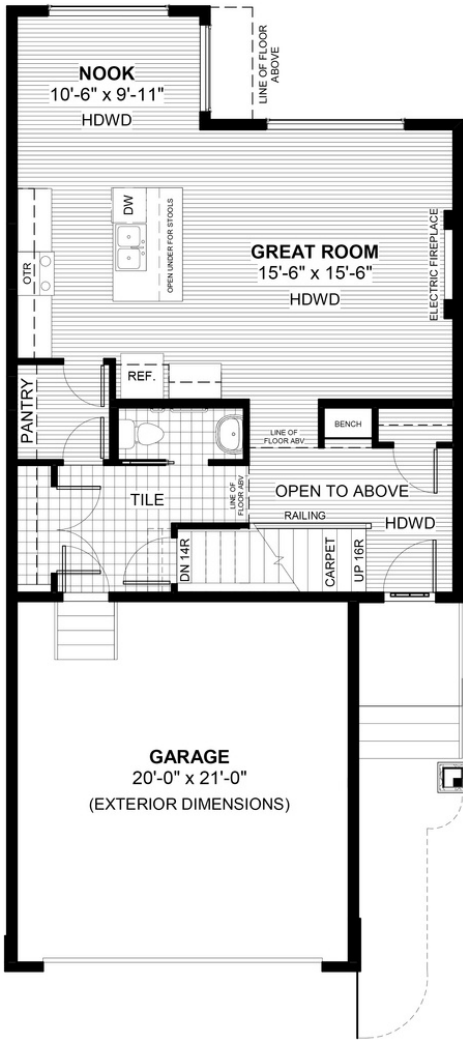 NOOK
10'-6" x 9'-11"
HDWD
LINE OF FLOOR
ABOVE
DW
OPEN UNDER FOR STOOLS
OTR
GREAT ROOM
15'-6" x 15'-6"
HDWD
ELECTRIC FIREPLACE
REF.
PANTRY
LINE OF
FLOOR ABV
BENCH
TILE
LINE OF
FLOOR ABV
OPEN TO ABOVE
RAILING
HDWD
DN 14R
CARPET
UP 16R
GARAGE
20'-0" x 21'-0"
(EXTERIOR DIMENSIONS)